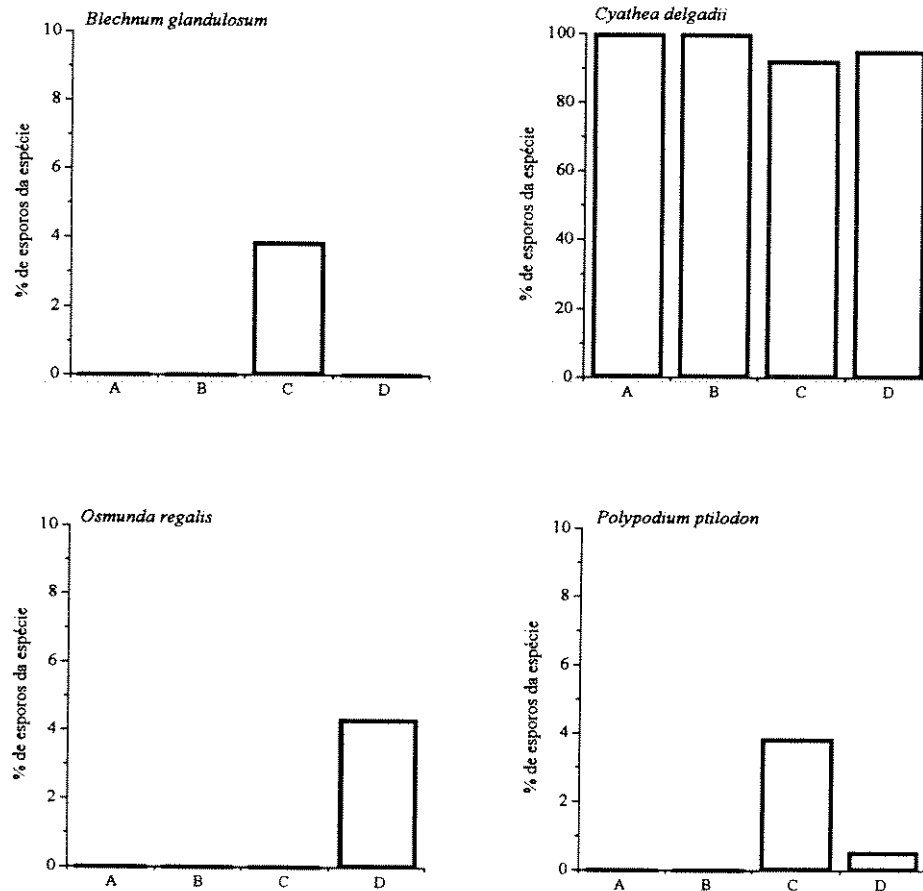 Blechnum glandulosum
10
8
6
4
2
0
% de esporos da espécie
A B C D
Cyathea delgadii
100
80
60
40
20
0
% de esporos da espécie
A B C D
Osmunda regalis
10
8
6
4
2
0
% de esporos da espécie
A B C D
Polypodium ptilodon
10
8
6
4
2
0
% de esporos da espécie
A B C D